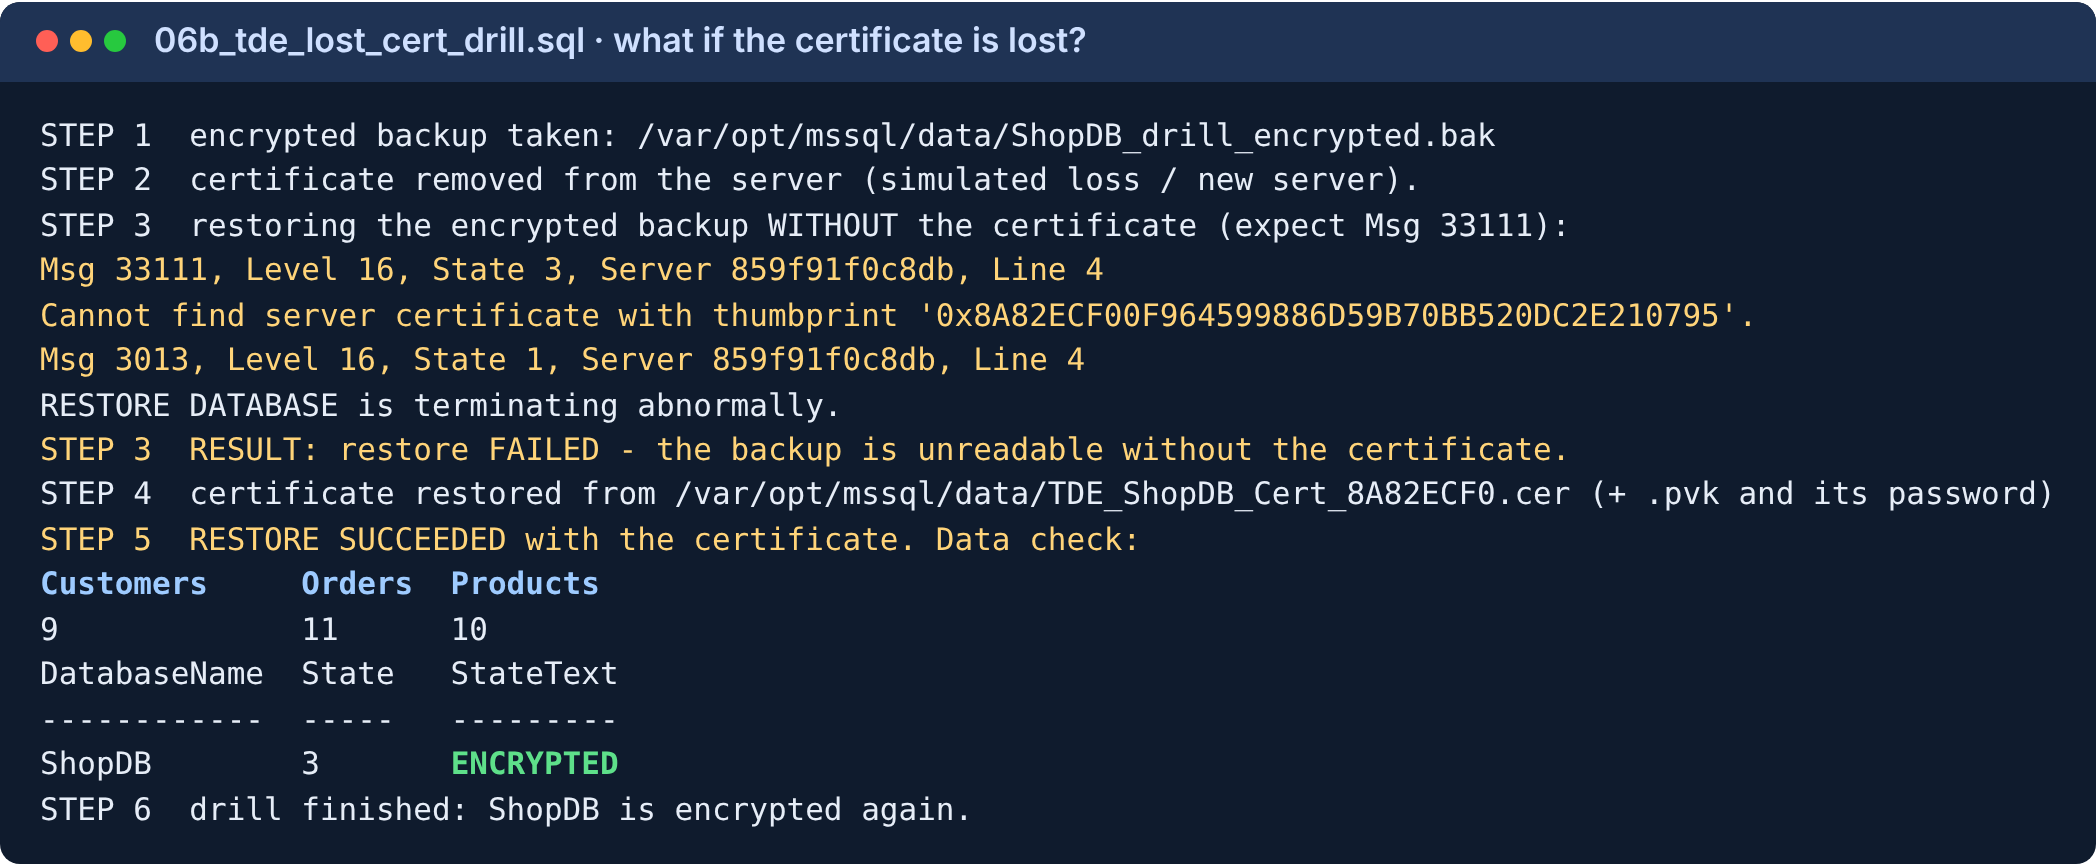 06b_tde_lost_cert_drill.sql · what if the certificate is lost?
STEP 1  encrypted backup taken: /var/opt/mssql/data/ShopDB_drill_encrypted.bak
STEP 2  certificate removed from the server (simulated loss / new server).
STEP 3  restoring the encrypted backup WITHOUT the certificate (expect Msg 33111):
Msg 33111, Level 16, State 3, Server 859f91f0c8db, Line 4
Cannot find server certificate with thumbprint '0x8A82ECF00F964599886D59B70BB520DC2E210795'.
Msg 3013, Level 16, State 1, Server 859f91f0c8db, Line 4
RESTORE DATABASE is terminating abnormally.
STEP 3  RESULT: restore FAILED - the backup is unreadable without the certificate.
STEP 4  certificate restored from /var/opt/mssql/data/TDE_ShopDB_Cert_8A82ECF0.cer (+ .pvk and its password)
STEP 5  RESTORE SUCCEEDED with the certificate. Data check:
Customers     Orders  Products
9             11      10
DatabaseName  State   StateText
------------  -----   ---------
ShopDB        3       ENCRYPTED
STEP 6  drill finished: ShopDB is encrypted again.